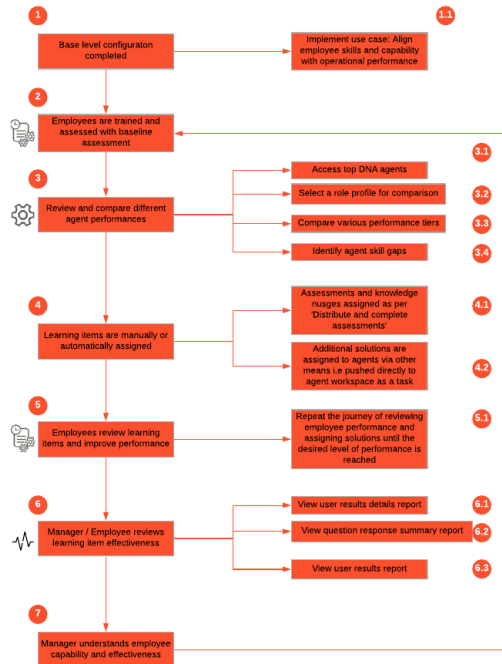 1
1.1
Base level configuraton
completed
Implement use case: Align
employee skills and capability
with operational performance
2
Employees are trained and
assessed with baseline
assessment
3
Review and compare different
agent performances
3.1
Access top DNA agents
3.2
Select a role profile for comparison
3.3
Compare various performance tiers
3.4
Identify agent skill gaps
4
Learning items are manually or
automatically assigned
4.1
Assessments and knowledge
nusges assigned as per
'Distribute and complete
assessments'
4.2
Additional solutions are
assigned to agents via other
means i.e pushed directly to
agent workspace as a task
5
Employees review learning
items and improve performance
5.1
Repeat the journey of reviewing
employee performance and
assigning solutions until the
desired level of performance is
reached
6
Manager / Employee reviews
learning item effectiveness
6.1
View user results details report
6.2
View question response summary report
6.3
View user results report
7
Manager understands employee
capability and effectiveness